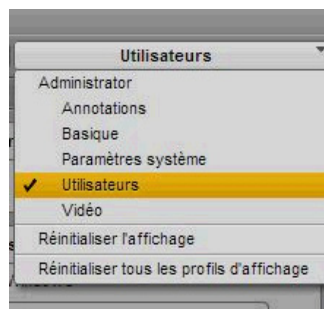 Utilisateurs
Administrator
Annotations
Basique
Paramètres système
Utilisateurs
Vidéo
Réinitialiser l'affichage
Réinitialiser tous les profils d'affichage